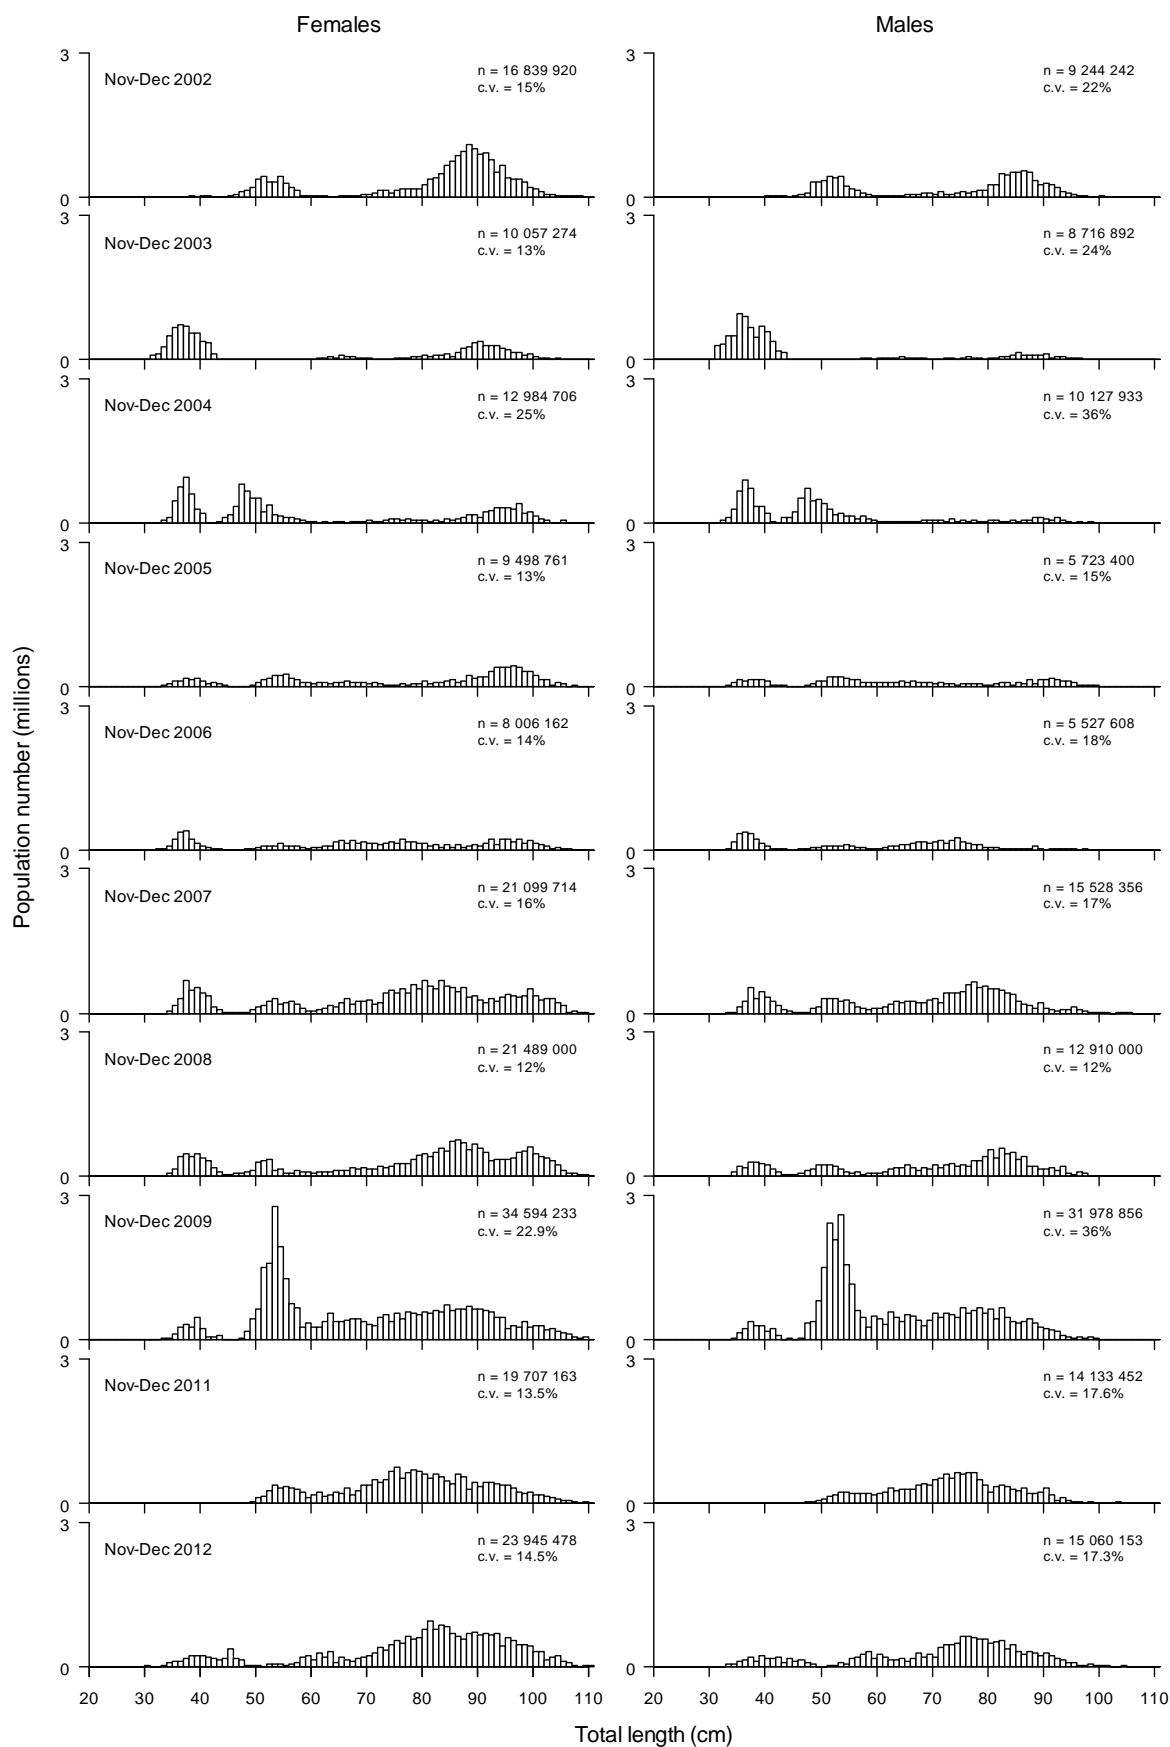 Females
Males
3
Nov-Dec 2002
n = 16 839 920
c.v. = 15%
0
n = 9 244 242
c.v. = 22%
0
3
Nov-Dec 2003
n = 10 057 274
c.v. = 13%
0
3
n = 8 716 892
c.v. = 24%
0
3
Nov-Dec 2004
n = 12 984 706
c.v. = 25%
0
3
n = 10 127 933
c.v. = 36%
0
3
Nov-Dec 2005
n = 9 498 761
c.v. = 13%
0
3
n = 5 723 400
c.v. = 15%
0
3
Nov-Dec 2006
n = 8 006 162
c.v. = 14%
0
3
n = 5 527 608
c.v. = 18%
0
3
Nov-Dec 2007
n = 21 099 714
c.v. = 16%
0
3
n = 15 528 356
c.v. = 17%
0
3
Nov-Dec 2008
n = 21 489 000
c.v. = 12%
0
3
n = 12 910 000
c.v. = 12%
0
3
Nov-Dec 2009
n = 34 594 233
c.v. = 22.9%
0
3
n = 31 978 856
c.v. = 36%
0
3
Nov-Dec 2011
n = 19 707 163
c.v. = 13.5%
0
3
n = 14 133 452
c.v. = 17.6%
0
3
Nov-Dec 2012
n = 23 945 478
c.v. = 14.5%
0
3
n = 15 060 153
c.v. = 17.3%
0
20 30 40 50 60 70 80 90 100 110
20 30 40 50 60 70 80 90 100 110
Total length (cm)
Population number (millions)